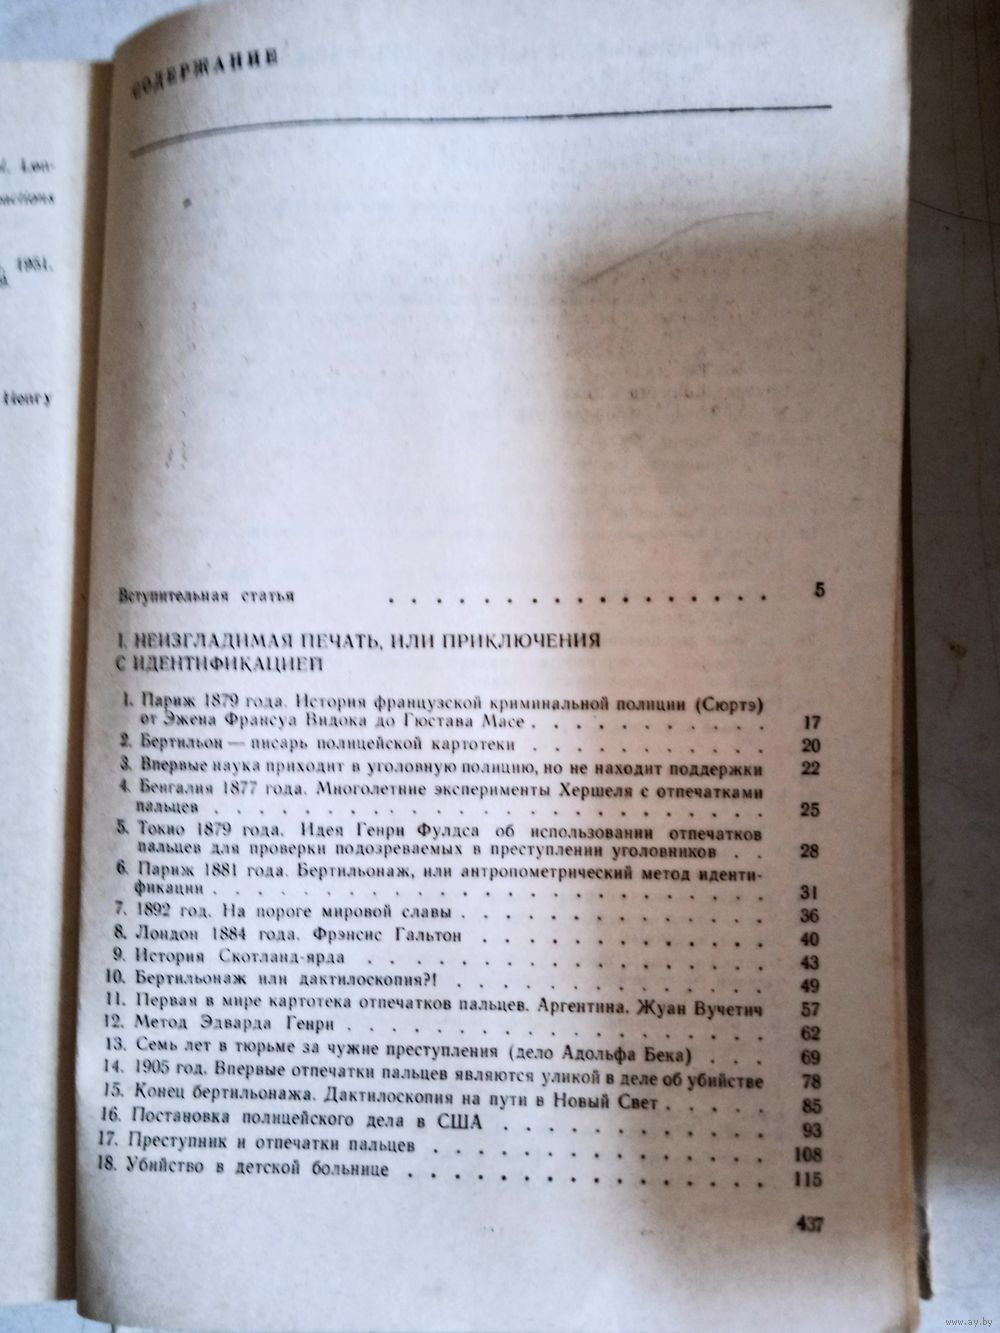 Lon-
1951.
Henry
СОДЕРЖАНИЕ
Вступительная статья . . . . . . . . . . . . . . . . . 5
I. НЕИЗГЛАДИМАЯ ПЕЧАТЬ, ИЛИ ПРИКЛЮЧЕНИЯ
С ИДЕНТИФИКАЦИЕЙ
1. Париж 1879 года. История французской криминальной полиции (Сюртэ)
от Эжена Франсуа Видока до Гюстава Масе . . . . . . . . . . 17
2. Бертильон — писарь полицейской картотеки . . . . . . . . . . 20
3. Впервые наука приходит в уголовную полицию, но не находит поддержки 22
4. Бенгалия 1877 года. Многолетние эксперименты Хершеля с отпечатками
пальцев . . . . . . . . . . . . . . . . . . . . . . . . 25
5. Токио 1879 года. Идея Генри Фулдса об использовании отпечатков
пальцев для проверки подозреваемых в преступлении уголовников . . 28
6. Париж 1881 года. Бертильонаж, или антропометрический метод иденти-
фикации . . . . . . . . . . . . . . . . . . . . . . . . 31
7. 1892 год. На пороге мировой славы . . . . . . . . . . . . . 36
8. Лондон 1884 года. Фрэнсис Гальтон . . . . . . . . . . . . 40
9. История Скотланд-ярда . . . . . . . . . . . . . . . . . 43
10. Бертильонаж или дактилоскопия?! . . . . . . . . . . . . . 49
11. Первая в мире картотека отпечатков пальцев. Аргентина. Жуан Вучетич 57
12. Метод Эдварда Генри . . . . . . . . . . . . . . . . . . 62
13. Семь лет в тюрьме за чужие преступления (дело Адольфа Бека) . . . 69
14. 1905 год. Впервые отпечатки пальцев являются уликой в деле об убийстве 78
15. Конец бертильонажа. Дактилоскопия на пути в Новый Свет . . . . . 85
16. Постановка полицейского дела в США . . . . . . . . . . . . 93
17. Преступник и отпечатки пальцев . . . . . . . . . . . . . . . 108
18. Убийство в детской больнице . . . . . . . . . . . . . . . . 115
437
www.ay.by